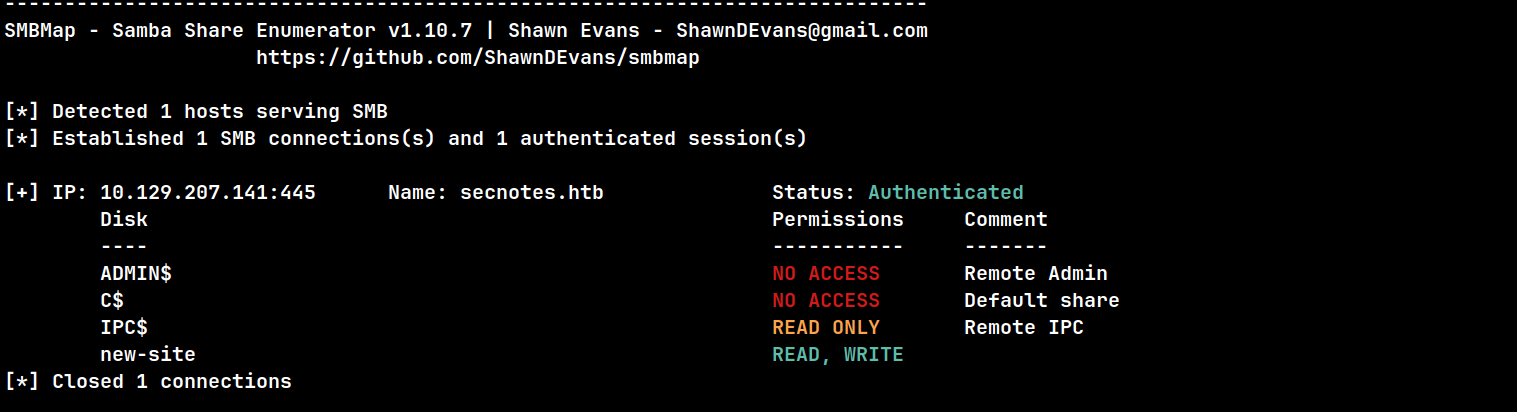 -----------------------------------------------------------------------------
SMBMap - Samba Share Enumerator v1.10.7 | Shawn Evans - ShawnDEvans@gmail.com
https://github.com/ShawnDEvans/smbmap
[*] Detected 1 hosts serving SMB
[*] Established 1 SMB connections(s) and 1 authenticated session(s)
[+] IP: 10.129.207.141:445 Name: secnotes.htb Status: Authenticated
Disk Permissions Comment
---- ----------- -------
ADMIN$ NO ACCESS Remote Admin
C$ NO ACCESS Default share
IPC$ READ ONLY Remote IPC
new-site READ, WRITE
[*] Closed 1 connections